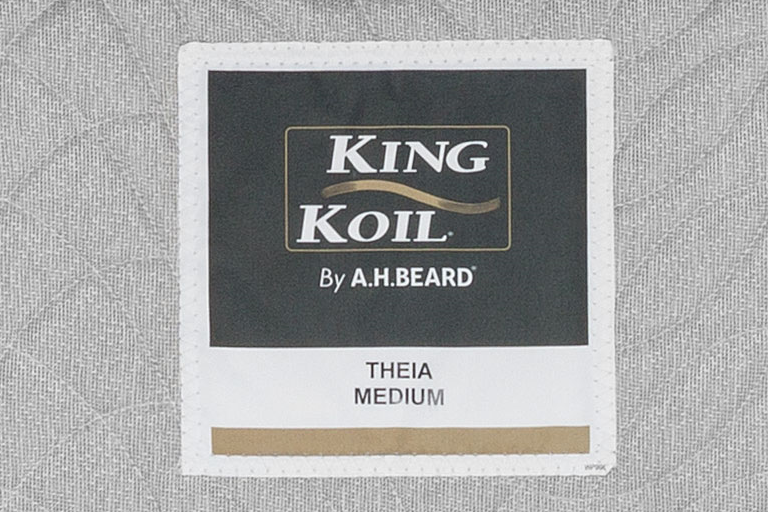 KING
KOIL®
By A.H.BEARD®
THEIA
MEDIUM